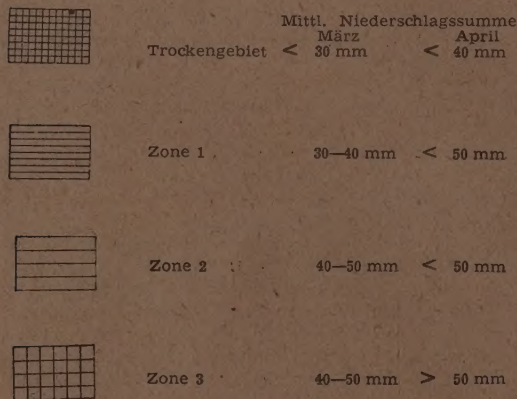 Mittl. Niederschlagssumme
März April
Trockengebiet < 30 mm < 40 mm
Zone 1 30—40 mm < 50 mm
Zone 2 40—50 mm < 50 mm
Zone 3 40—50 mm > 50 mm